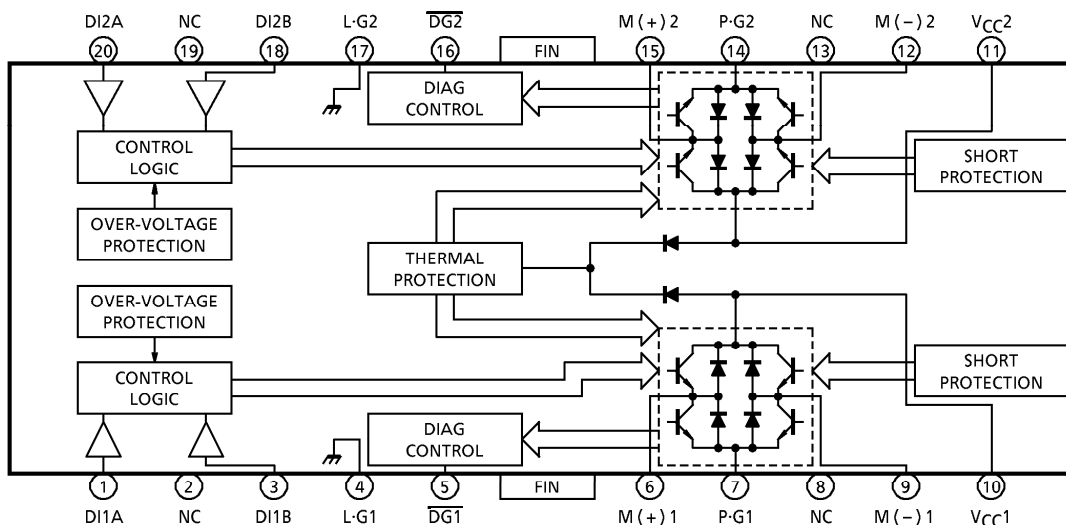 DI2A NC DI2B L·G2 DG2 M(+)2 P·G2 NC M(−)2 VCC2
20 19 18 17 16 FIN 15 14 13 12 11
DIAG
CONTROL
CONTROL
LOGIC
SHORT
PROTECTION
OVER-VOLTAGE
PROTECTION
THERMAL
PROTECTION
OVER-VOLTAGE
PROTECTION
CONTROL
LOGIC
SHORT
PROTECTION
DIAG
CONTROL
1 2 3 4 5 FIN 6 7 8 9 10
DI1A NC DI1B L·G1 DG1 M(+)1 P·G1 NC M(−)1 VCC1